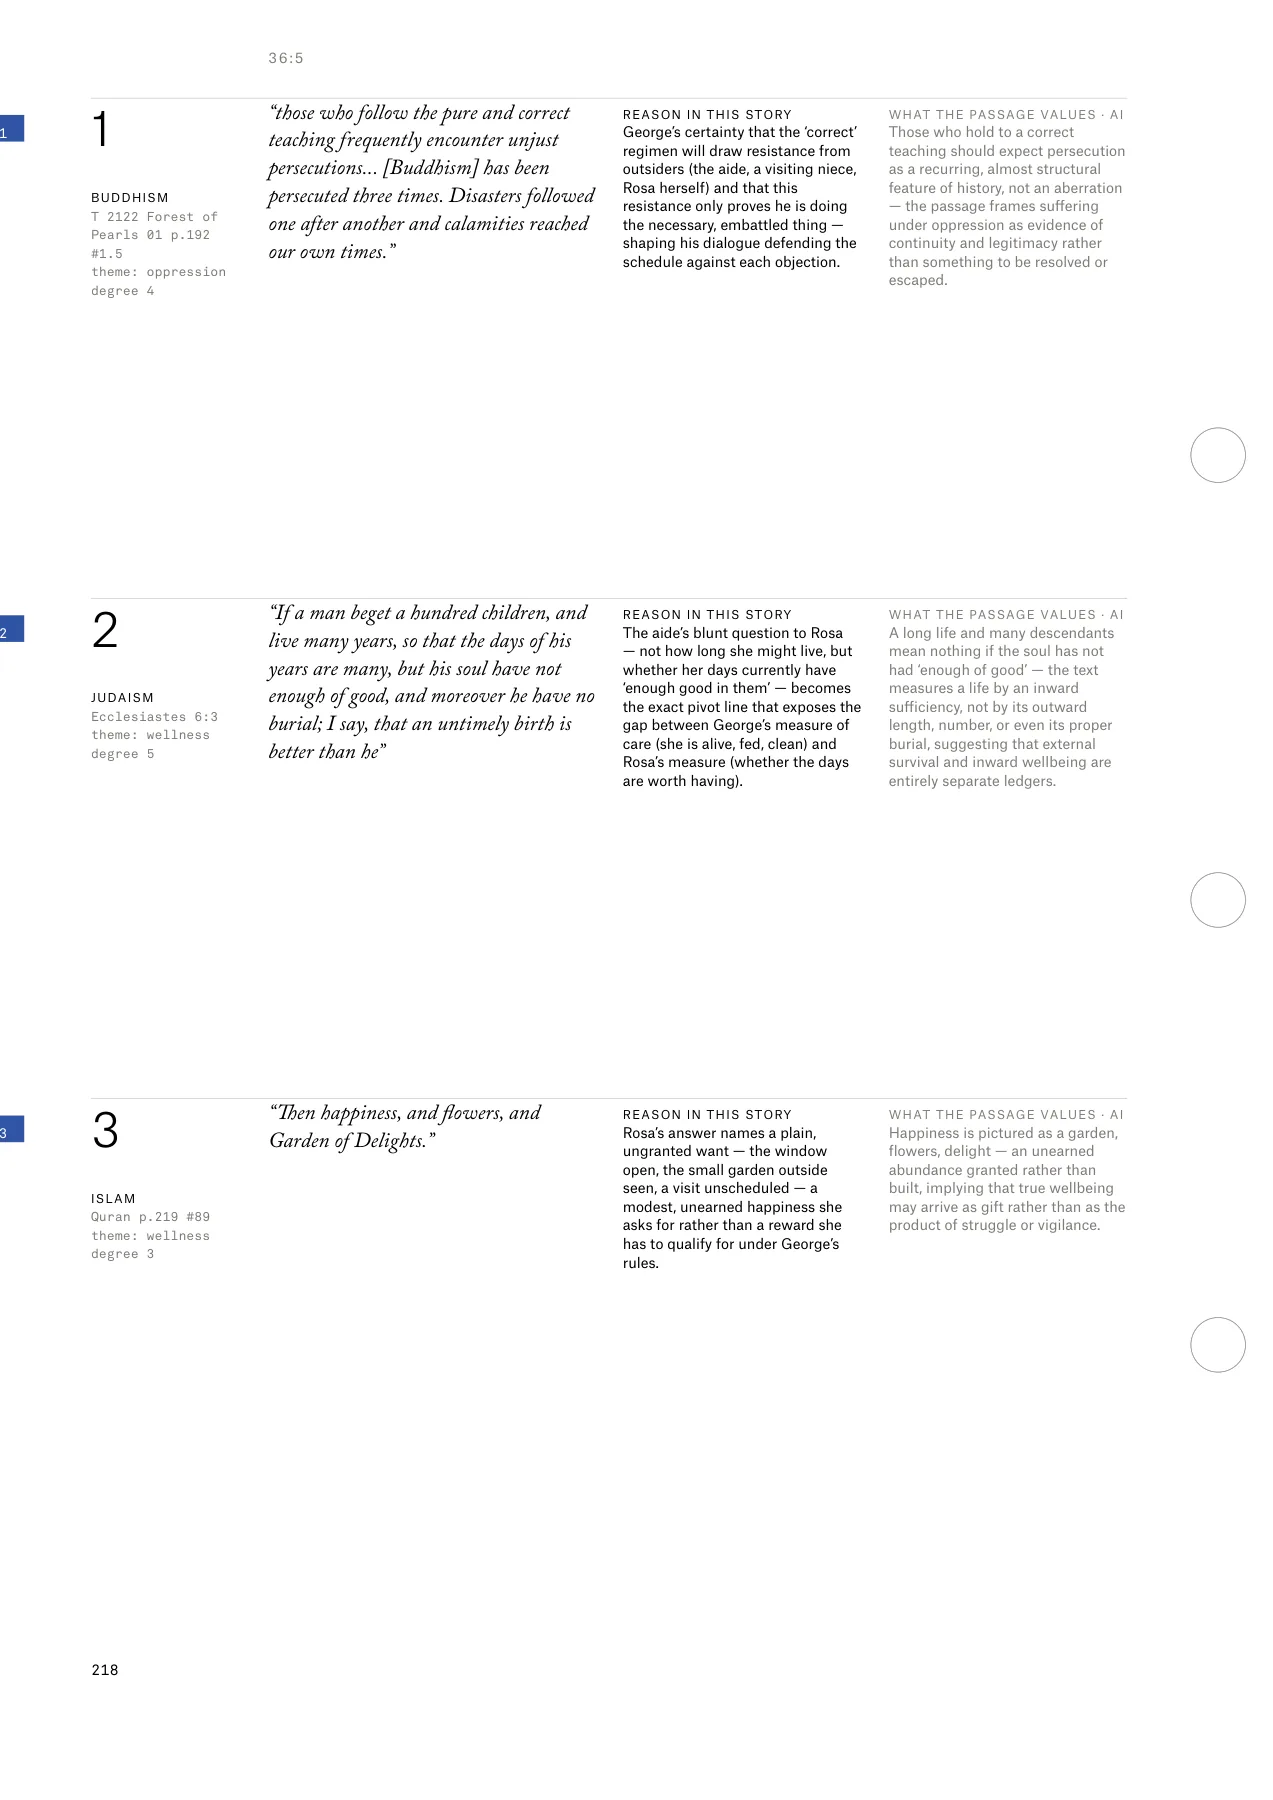 36:5
1
1
BUDDHISM
T 2122 Forest of
Pearls 01 p.192
#1.5
theme: oppression
degree 4
“those who follow the pure and correct
teaching frequently encounter unjust
persecutions... [Buddhism] has been
persecuted three times. Disasters followed
one after another and calamities reached
our own times.”
REASON IN THIS STORY
George’s certainty that the ‘correct’
regimen will draw resistance from
outsiders (the aide, a visiting niece,
Rosa herself) and that this
resistance only proves he is doing
the necessary, embattled thing —
shaping his dialogue defending the
schedule against each objection.
WHAT THE PASSAGE VALUES · AI
Those who hold to a correct
teaching should expect persecution
as a recurring, almost structural
feature of history, not an aberration
— the passage frames suffering
under oppression as evidence of
continuity and legitimacy rather
than something to be resolved or
escaped.
2
2
JUDAISM
Ecclesiastes 6:3
theme: wellness
degree 5
“If a man beget a hundred children, and
live many years, so that the days of his
years are many, but his soul have not
enough of good, and moreover he have no
burial; I say, that an untimely birth is
better than he”
REASON IN THIS STORY
The aide’s blunt question to Rosa
— not how long she might live, but
whether her days currently have
‘enough good in them’ — becomes
the exact pivot line that exposes the
gap between George’s measure of
care (she is alive, fed, clean) and
Rosa’s measure (whether the days
are worth having).
WHAT THE PASSAGE VALUES · AI
A long life and many descendants
mean nothing if the soul has not
had ‘enough of good’ — the text
measures a life by an inward
sufficiency, not by its outward
length, number, or even its proper
burial, suggesting that external
survival and inward wellbeing are
entirely separate ledgers.
3
3
ISLAM
Quran p.219 #89
theme: wellness
degree 3
“Then happiness, and flowers, and
Garden of Delights.”
REASON IN THIS STORY
Rosa’s answer names a plain,
ungranted want — the window
open, the small garden outside
seen, a visit unscheduled — a
modest, unearned happiness she
asks for rather than a reward she
has to qualify for under George’s
rules.
WHAT THE PASSAGE VALUES · AI
Happiness is pictured as a garden,
flowers, delight — an unearned
abundance granted rather than
built, implying that true wellbeing
may arrive as gift rather than as the
product of struggle or vigilance.
218